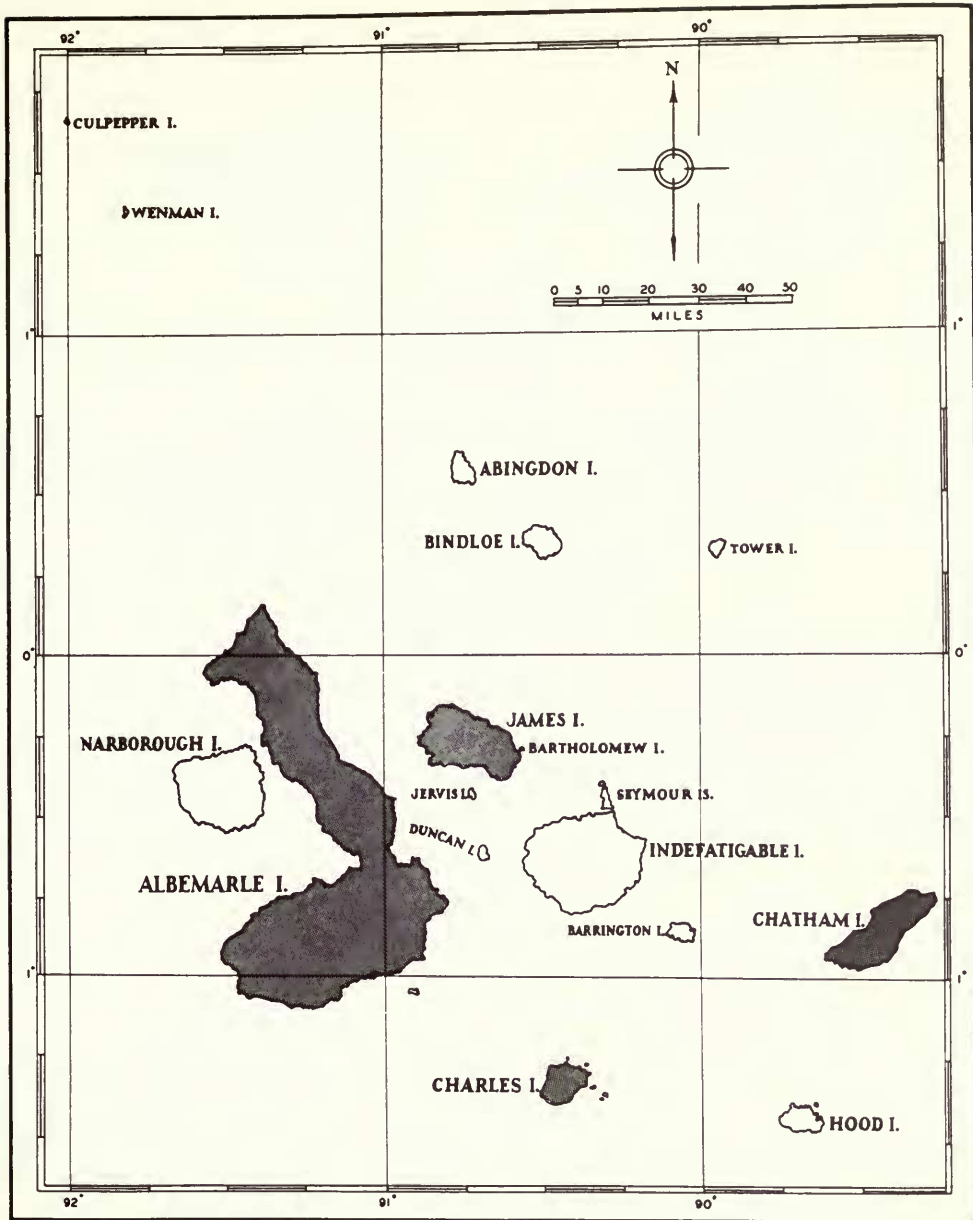 92°
91°
90°
N
CULPEPPER I.
WENMAN I.
0 5 10 20 30 40 50
MILES
1°
1°
ABINGDON I.
BINDLOE I.
TOWER I.
0°
0°
JAMES I.
NARBOROUGH I.
BARTHOLOMEW I.
JERVIS I.
SEYMOUR IS.
DUNCAN I.
INDEFATIGABLE I.
ALBEMARLE I.
CHATHAM I.
BARRINGTON I.
1°
1°
CHARLES I.
HOOD I.
92°
91°
90°